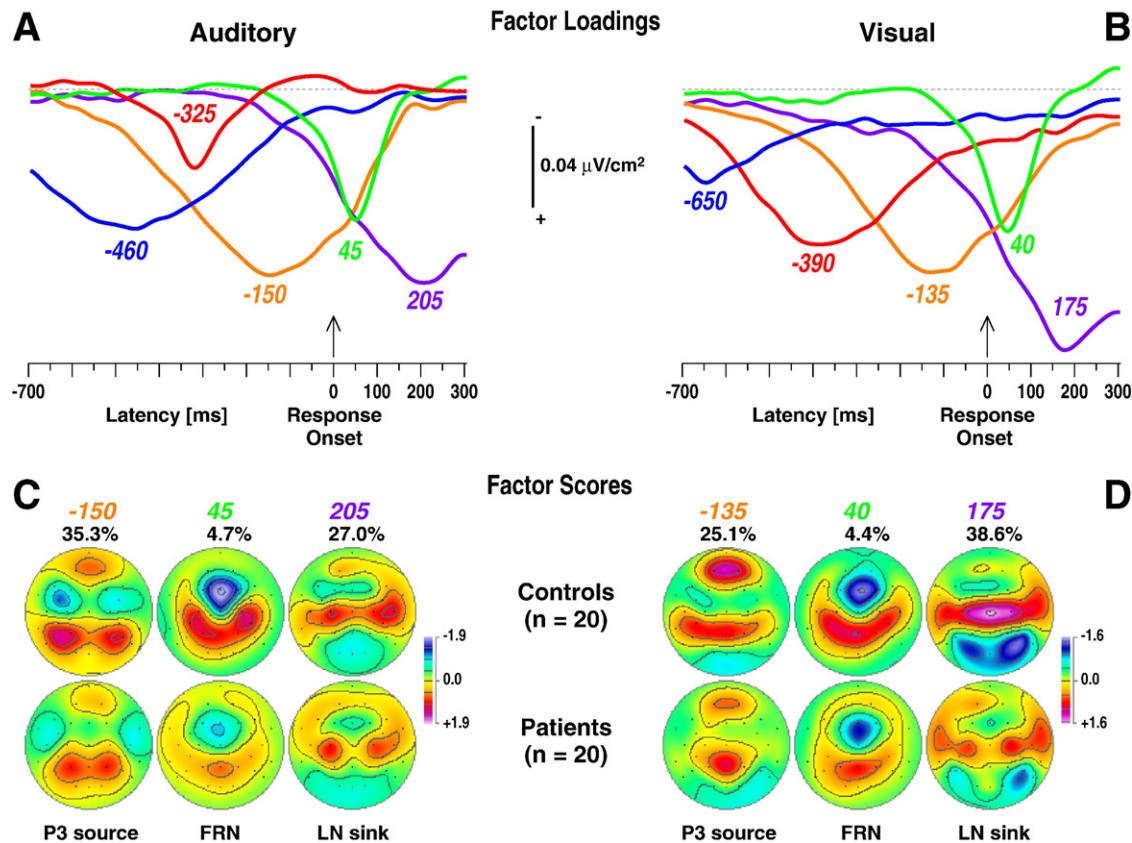 A
Factor Loadings
B
Auditory
Visual
-325
-460
-150
45
205
-
0.04 μV/cm²
+
-650
-390
-135
40
175
-700
0
100
200
300
Latency [ms]
Response
Onset
-700
0
100
200
300
Latency [ms]
Response
Onset
C
Factor Scores
D
-150
45
205
35.3%
4.7%
27.0%
-135
40
175
25.1%
4.4%
38.6%
Controls
(n = 20)
-1.9
0.0
+1.9
-1.6
0.0
+1.6
Patients
(n = 20)
P3 source
FRN
LN sink
P3 source
FRN
LN sink